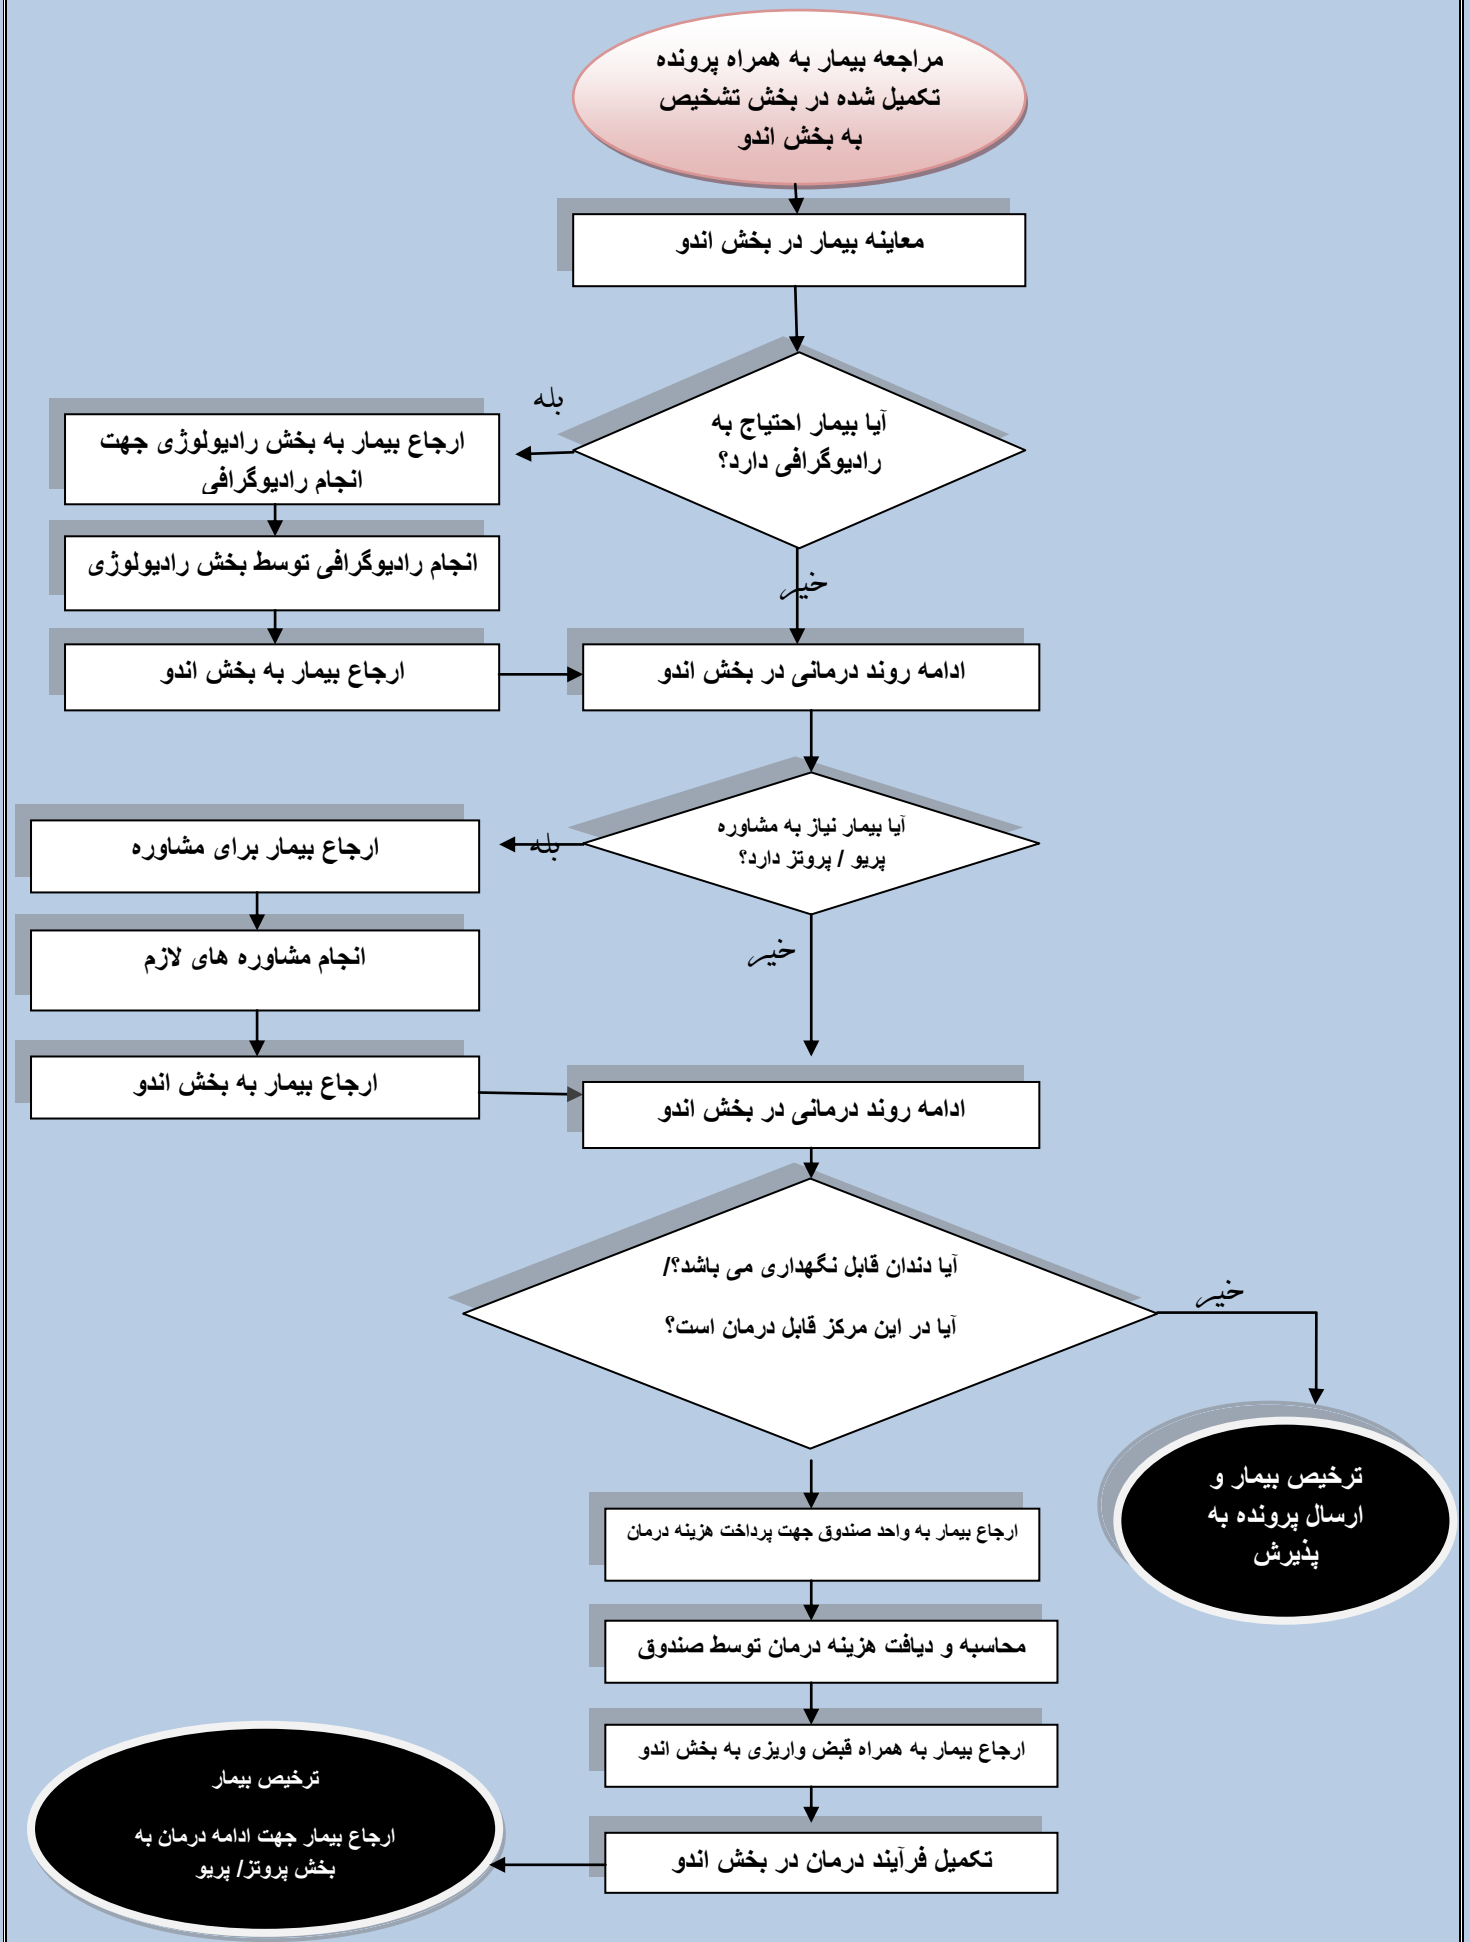 مراجعه بیمار به همراه پرونده
تکمیل شده در بخش تشخیص
به بخش اندو
معاینه بیمار در بخش اندو
آیا بیمار احتیاج به
رادیوگرافی دارد؟
بله
ارجاع بیمار به بخش رادیولوژی جهت
انجام رادیوگرافی
انجام رادیوگرافی توسط بخش رادیولوژی
خیر
ارجاع بیمار به بخش اندو
ادامه روند درمانی در بخش اندو
آیا بیمار نیاز به مشاوره
پریو / پروتز دارد؟
بله
ارجاع بیمار برای مشاوره
انجام مشاوره های لازم
خیر
ارجاع بیمار به بخش اندو
ادامه روند درمانی در بخش اندو
آیا دندان قابل نگهداری می باشد؟/
آیا در این مرکز قابل درمان است؟
خیر
ترخیص بیمار و
ارسال پرونده به
پذیرش
ارجاع بیمار به واحد صندوق جهت پرداخت هزینه درمان
محاسبه و دیافت هزینه درمان توسط صندوق
ارجاع بیمار به همراه قبض واریزی به بخش اندو
تکمیل فرآیند درمان در بخش اندو
ترخیص بیمار
ارجاع بیمار جهت ادامه درمان به
بخش پروتز/ پریو